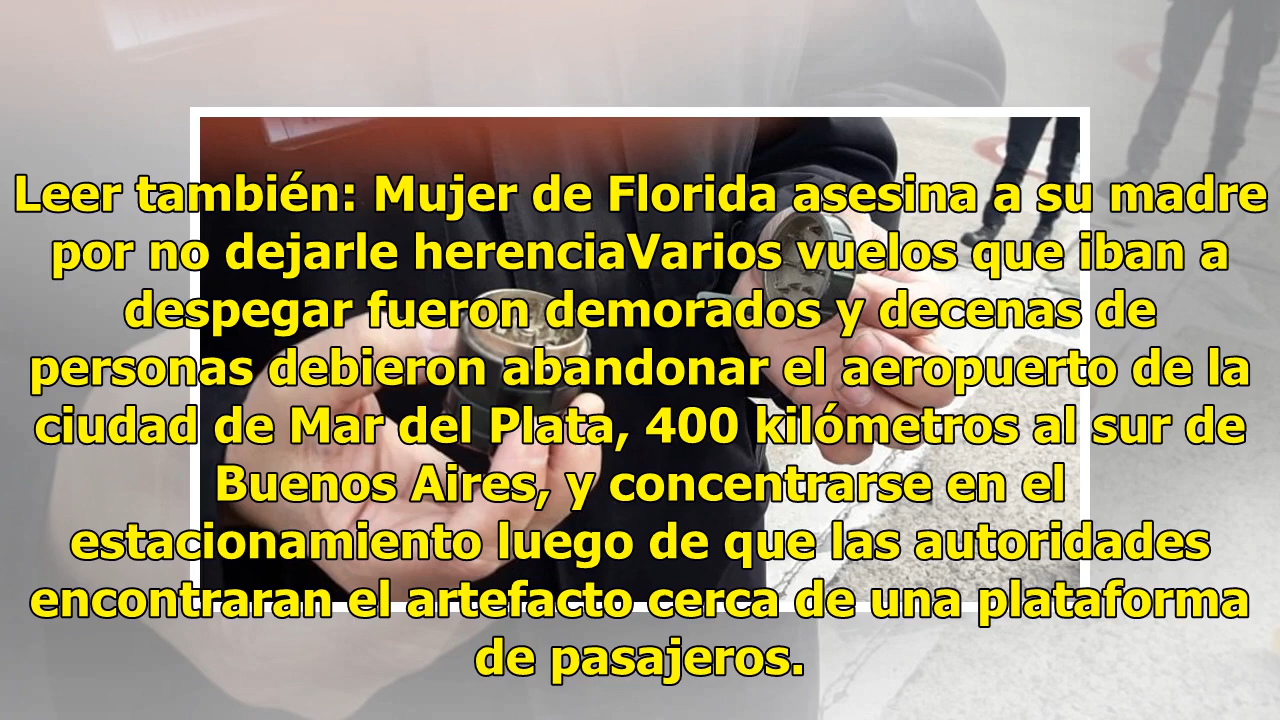 Leer también: Mujer de Florida asesina a su madre
por no dejarle herenciaVarios vuelos que iban a
despegar fueron demorados y decenas de
personas debieron abandonar el aeropuerto de la
ciudad de Mar del Plata, 400 kilómetros al sur de
Buenos Aires, y concentrarse en el
estacionamiento luego de que las autoridades
encontraran el artefacto cerca de una plataforma
de pasajeros.